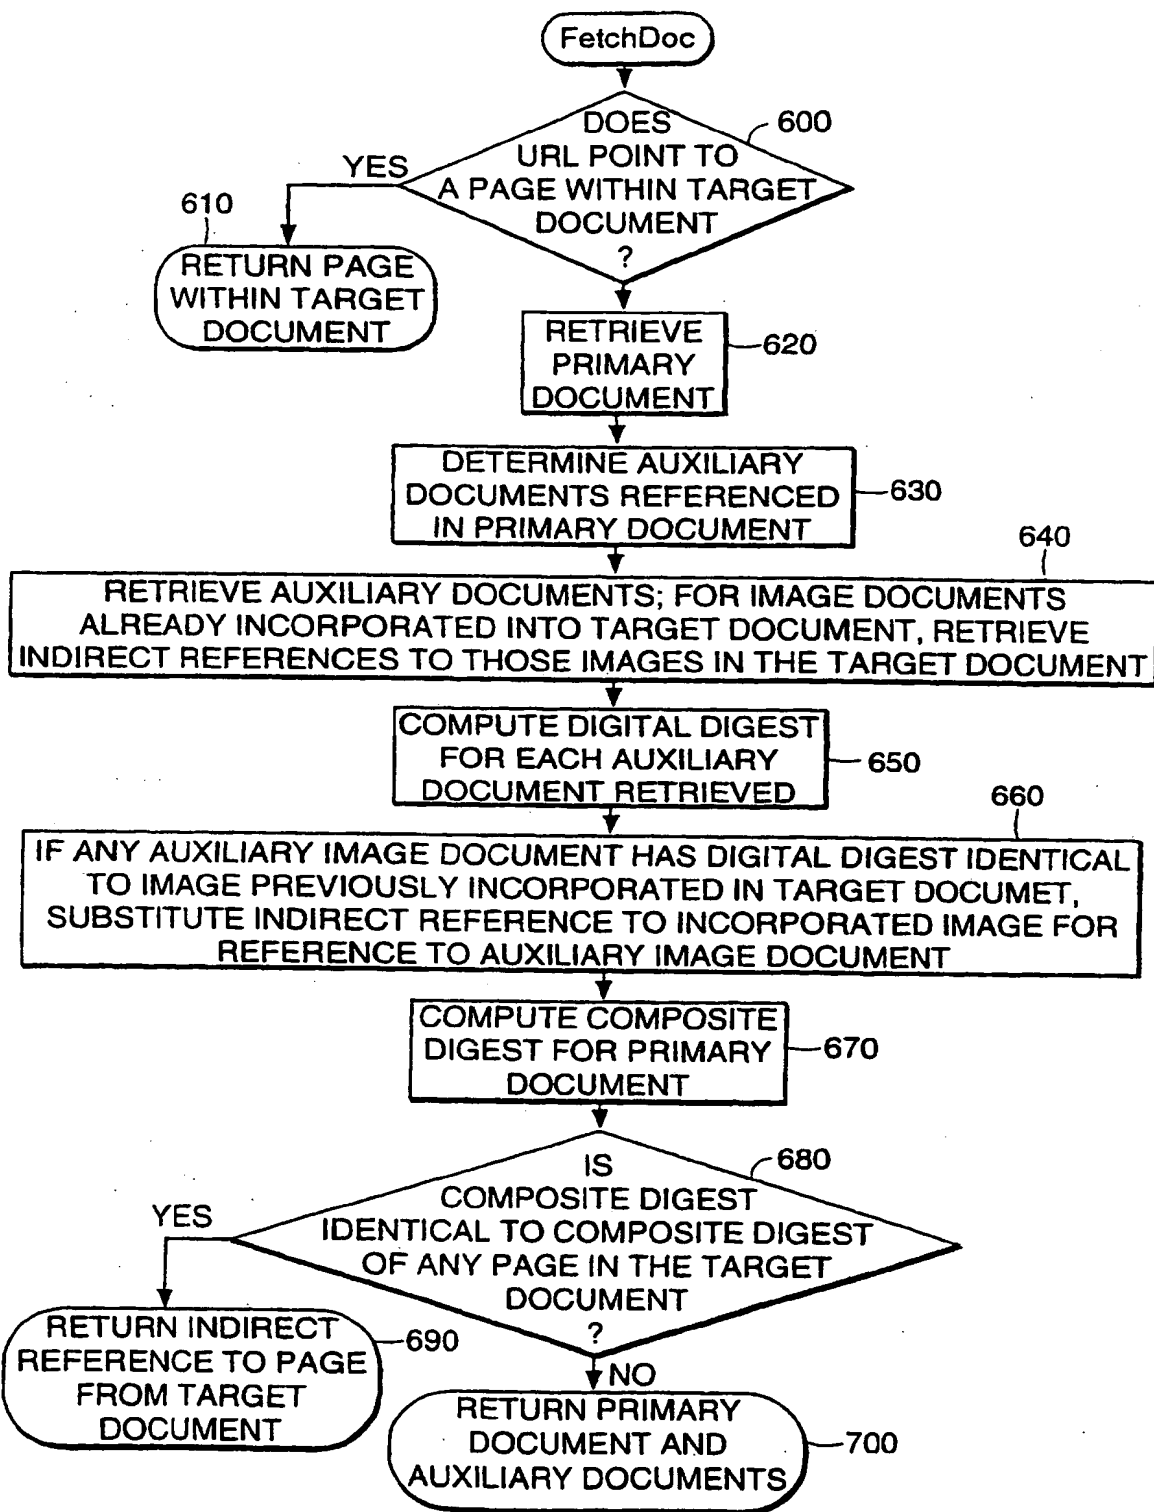 FetchDoc
DOES
URL POINT TO
A PAGE WITHIN TARGET
DOCUMENT
?
600
YES
610
RETURN PAGE
WITHIN TARGET
DOCUMENT
RETRIEVE
PRIMARY
DOCUMENT
620
DETERMINE AUXILIARY
DOCUMENTS REFERENCED
IN PRIMARY DOCUMENT
630
640
RETRIEVE AUXILIARY DOCUMENTS; FOR IMAGE DOCUMENTS
ALREADY INCORPORATED INTO TARGET DOCUMENT, RETRIEVE
INDIRECT REFERENCES TO THOSE IMAGES IN THE TARGET DOCUMENT
COMPUTE DIGITAL DIGEST
FOR EACH AUXILIARY
DOCUMENT RETRIEVED
650
660
IF ANY AUXILIARY IMAGE DOCUMENT HAS DIGITAL DIGEST IDENTICAL
TO IMAGE PREVIOUSLY INCORPORATED IN TARGET DOCUMET,
SUBSTITUTE INDIRECT REFERENCE TO INCORPORATED IMAGE FOR
REFERENCE TO AUXILIARY IMAGE DOCUMENT
COMPUTE COMPOSITE
DIGEST FOR PRIMARY
DOCUMENT
670
IS
COMPOSITE DIGEST
IDENTICAL TO COMPOSITE DIGEST
OF ANY PAGE IN THE TARGET
DOCUMENT
?
680
YES
RETURN INDIRECT
REFERENCE TO PAGE
FROM TARGET
DOCUMENT
690
NO
RETURN PRIMARY
DOCUMENT AND
AUXILIARY DOCUMENTS
700